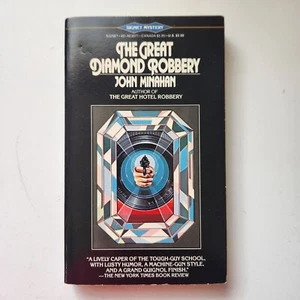 SIGNET MYSTERY
THE GREAT
DIAMOND ROBBERY
JOHN MINAHAN
AUTHOR OF
THE GREAT HOTEL ROBBERY
"A LIVELY CAPER OF THE TOUGH-GUY SCHOOL,
WITH LUSTY HUMOR, A MACHINE-GUN STYLE,
AND A GRAND GUIGNOL FINISH."
—THE NEW YORK TIMES BOOK REVIEW